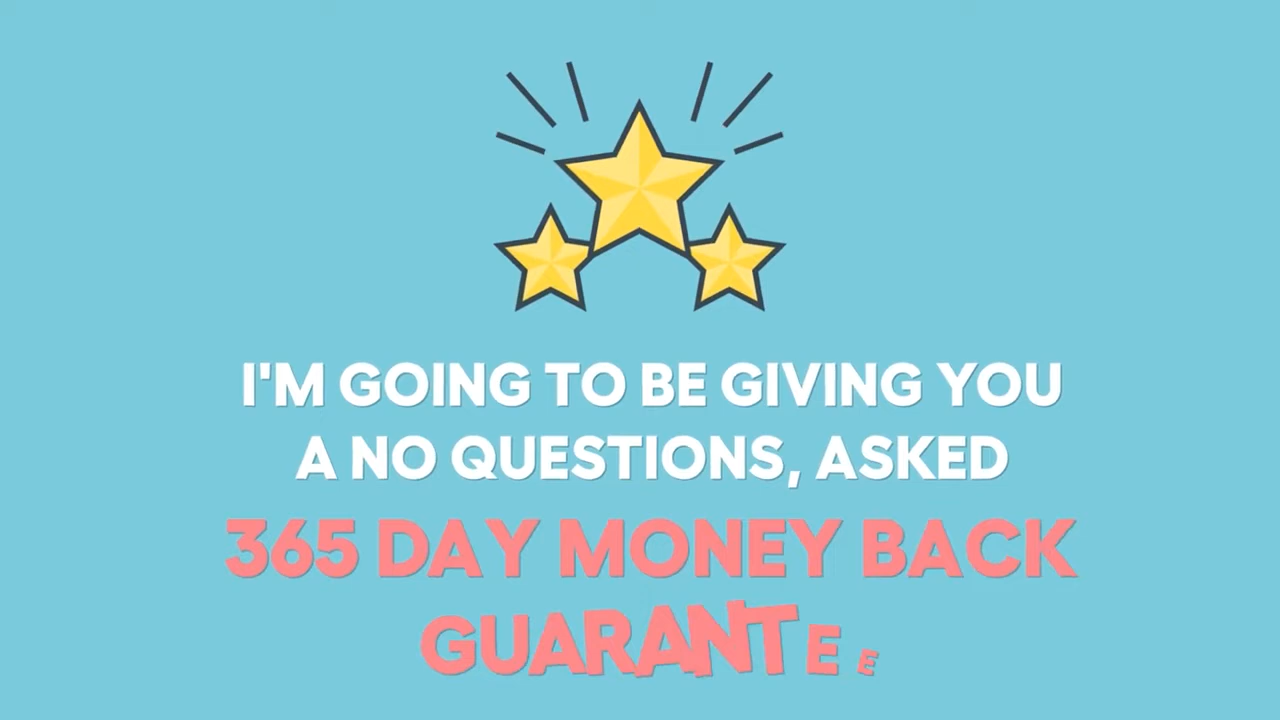 I'M GOING TO BE GIVING YOU
A NO QUESTIONS, ASKED
365 DAY MONEY BACK
GUARANTEE